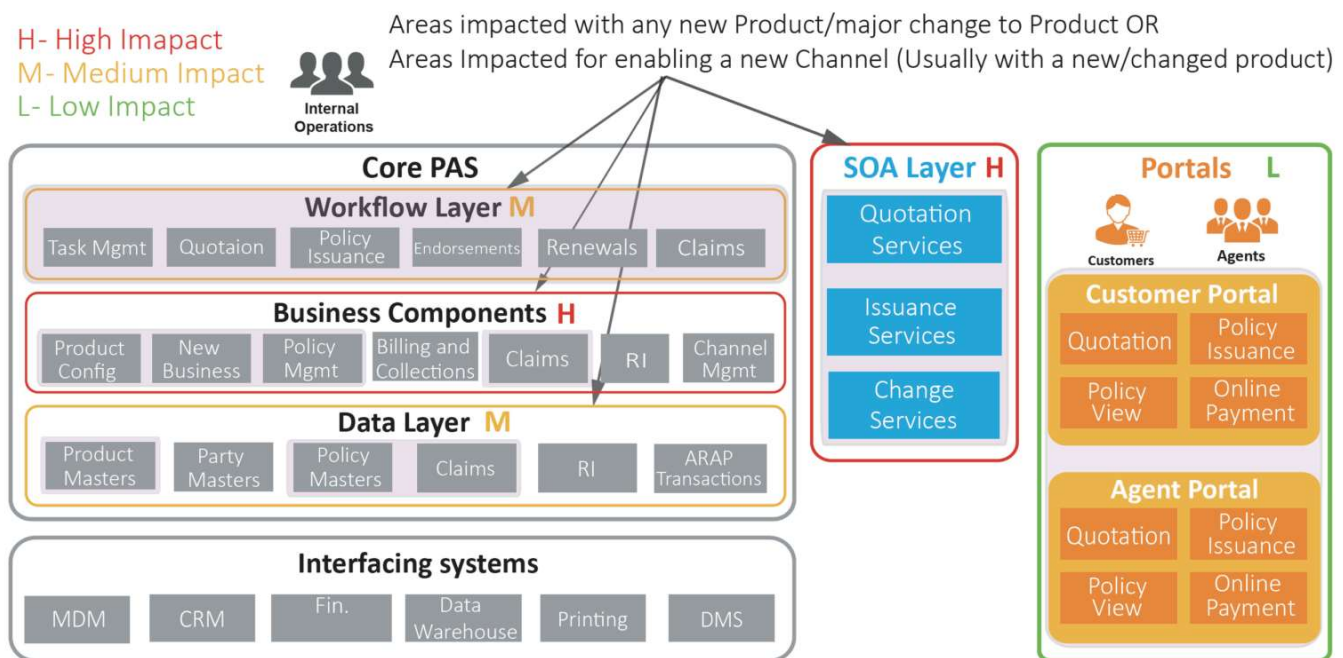 H- High Imapact
M- Medium Impact
L- Low Impact
Internal
Operations
Areas impacted with any new Product/major change to Product OR
Areas Impacted for enabling a new Channel (Usually with a new/changed product)
Core PAS
Workflow Layer M
Task Mgmt
Quotaion
Policy
Issuance
Endorsements
Renewals
Claims
Business Components H
Product
Config
New
Business
Policy
Mgmt
Billing and
Collections
Claims
RI
Channel
Mgmt
Data Layer M
Product
Masters
Party
Masters
Policy
Masters
Claims
RI
ARAP
Transactions
Interfacing systems
MDM
CRM
Fin.
Data
Warehouse
Printing
DMS
SOA Layer H
Quotation
Services
Issuance
Services
Change
Services
Portals L
Customers
Agents
Customer Portal
Quotation
Policy
Issuance
Policy
View
Online
Payment
Agent Portal
Quotation
Policy
Issuance
Policy
View
Online
Payment